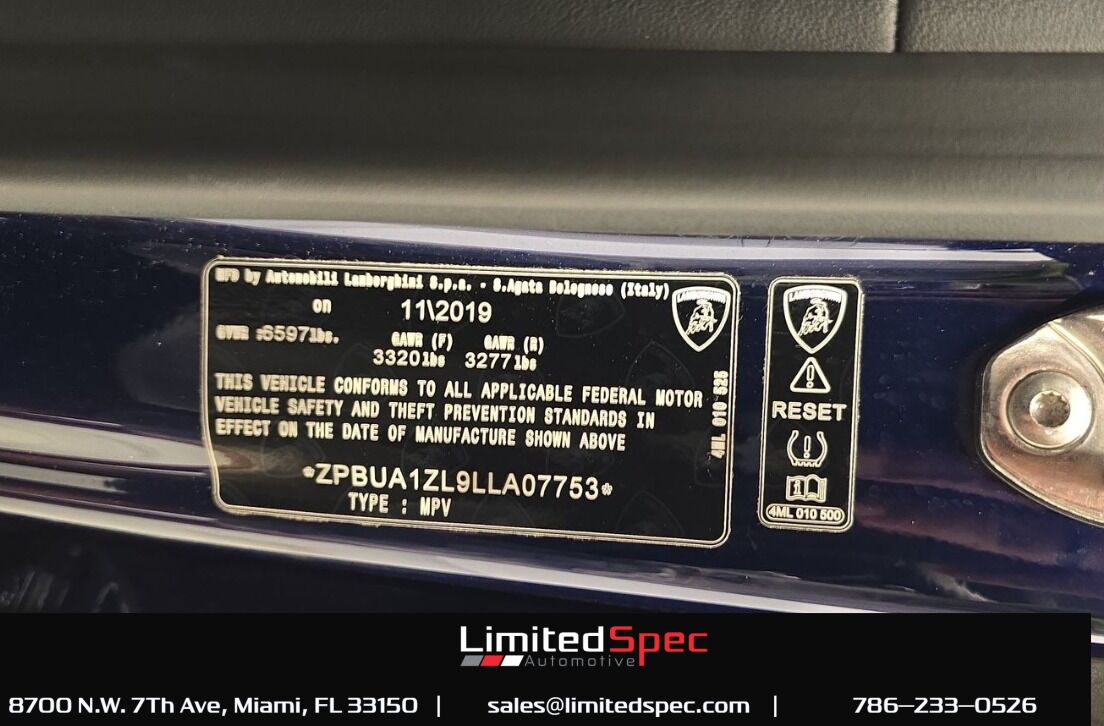 MFD by Automobili Lamborghini S.p.a. - S.Agata Bolognese (Italy)
on 11\2019
GVWR :6597lbs. GAWR (F) GAWR (R)
3320lbs 3277lbs
THIS VEHICLE CONFORMS TO ALL APPLICABLE FEDERAL MOTOR
VEHICLE SAFETY AND THEFT PREVENTION STANDARDS IN
EFFECT ON THE DATE OF MANUFACTURE SHOWN ABOVE
*ZPBUA1ZL9LLA07753*
TYPE : MPV
4ML 010 525
LAMBORGHINI
LAMBORGHINI
RESET
4ML 010 500
LimitedSpec
Automotive
8700 N.W. 7Th Ave, Miami, FL 33150 | sales@limitedspec.com | 786-233-0526